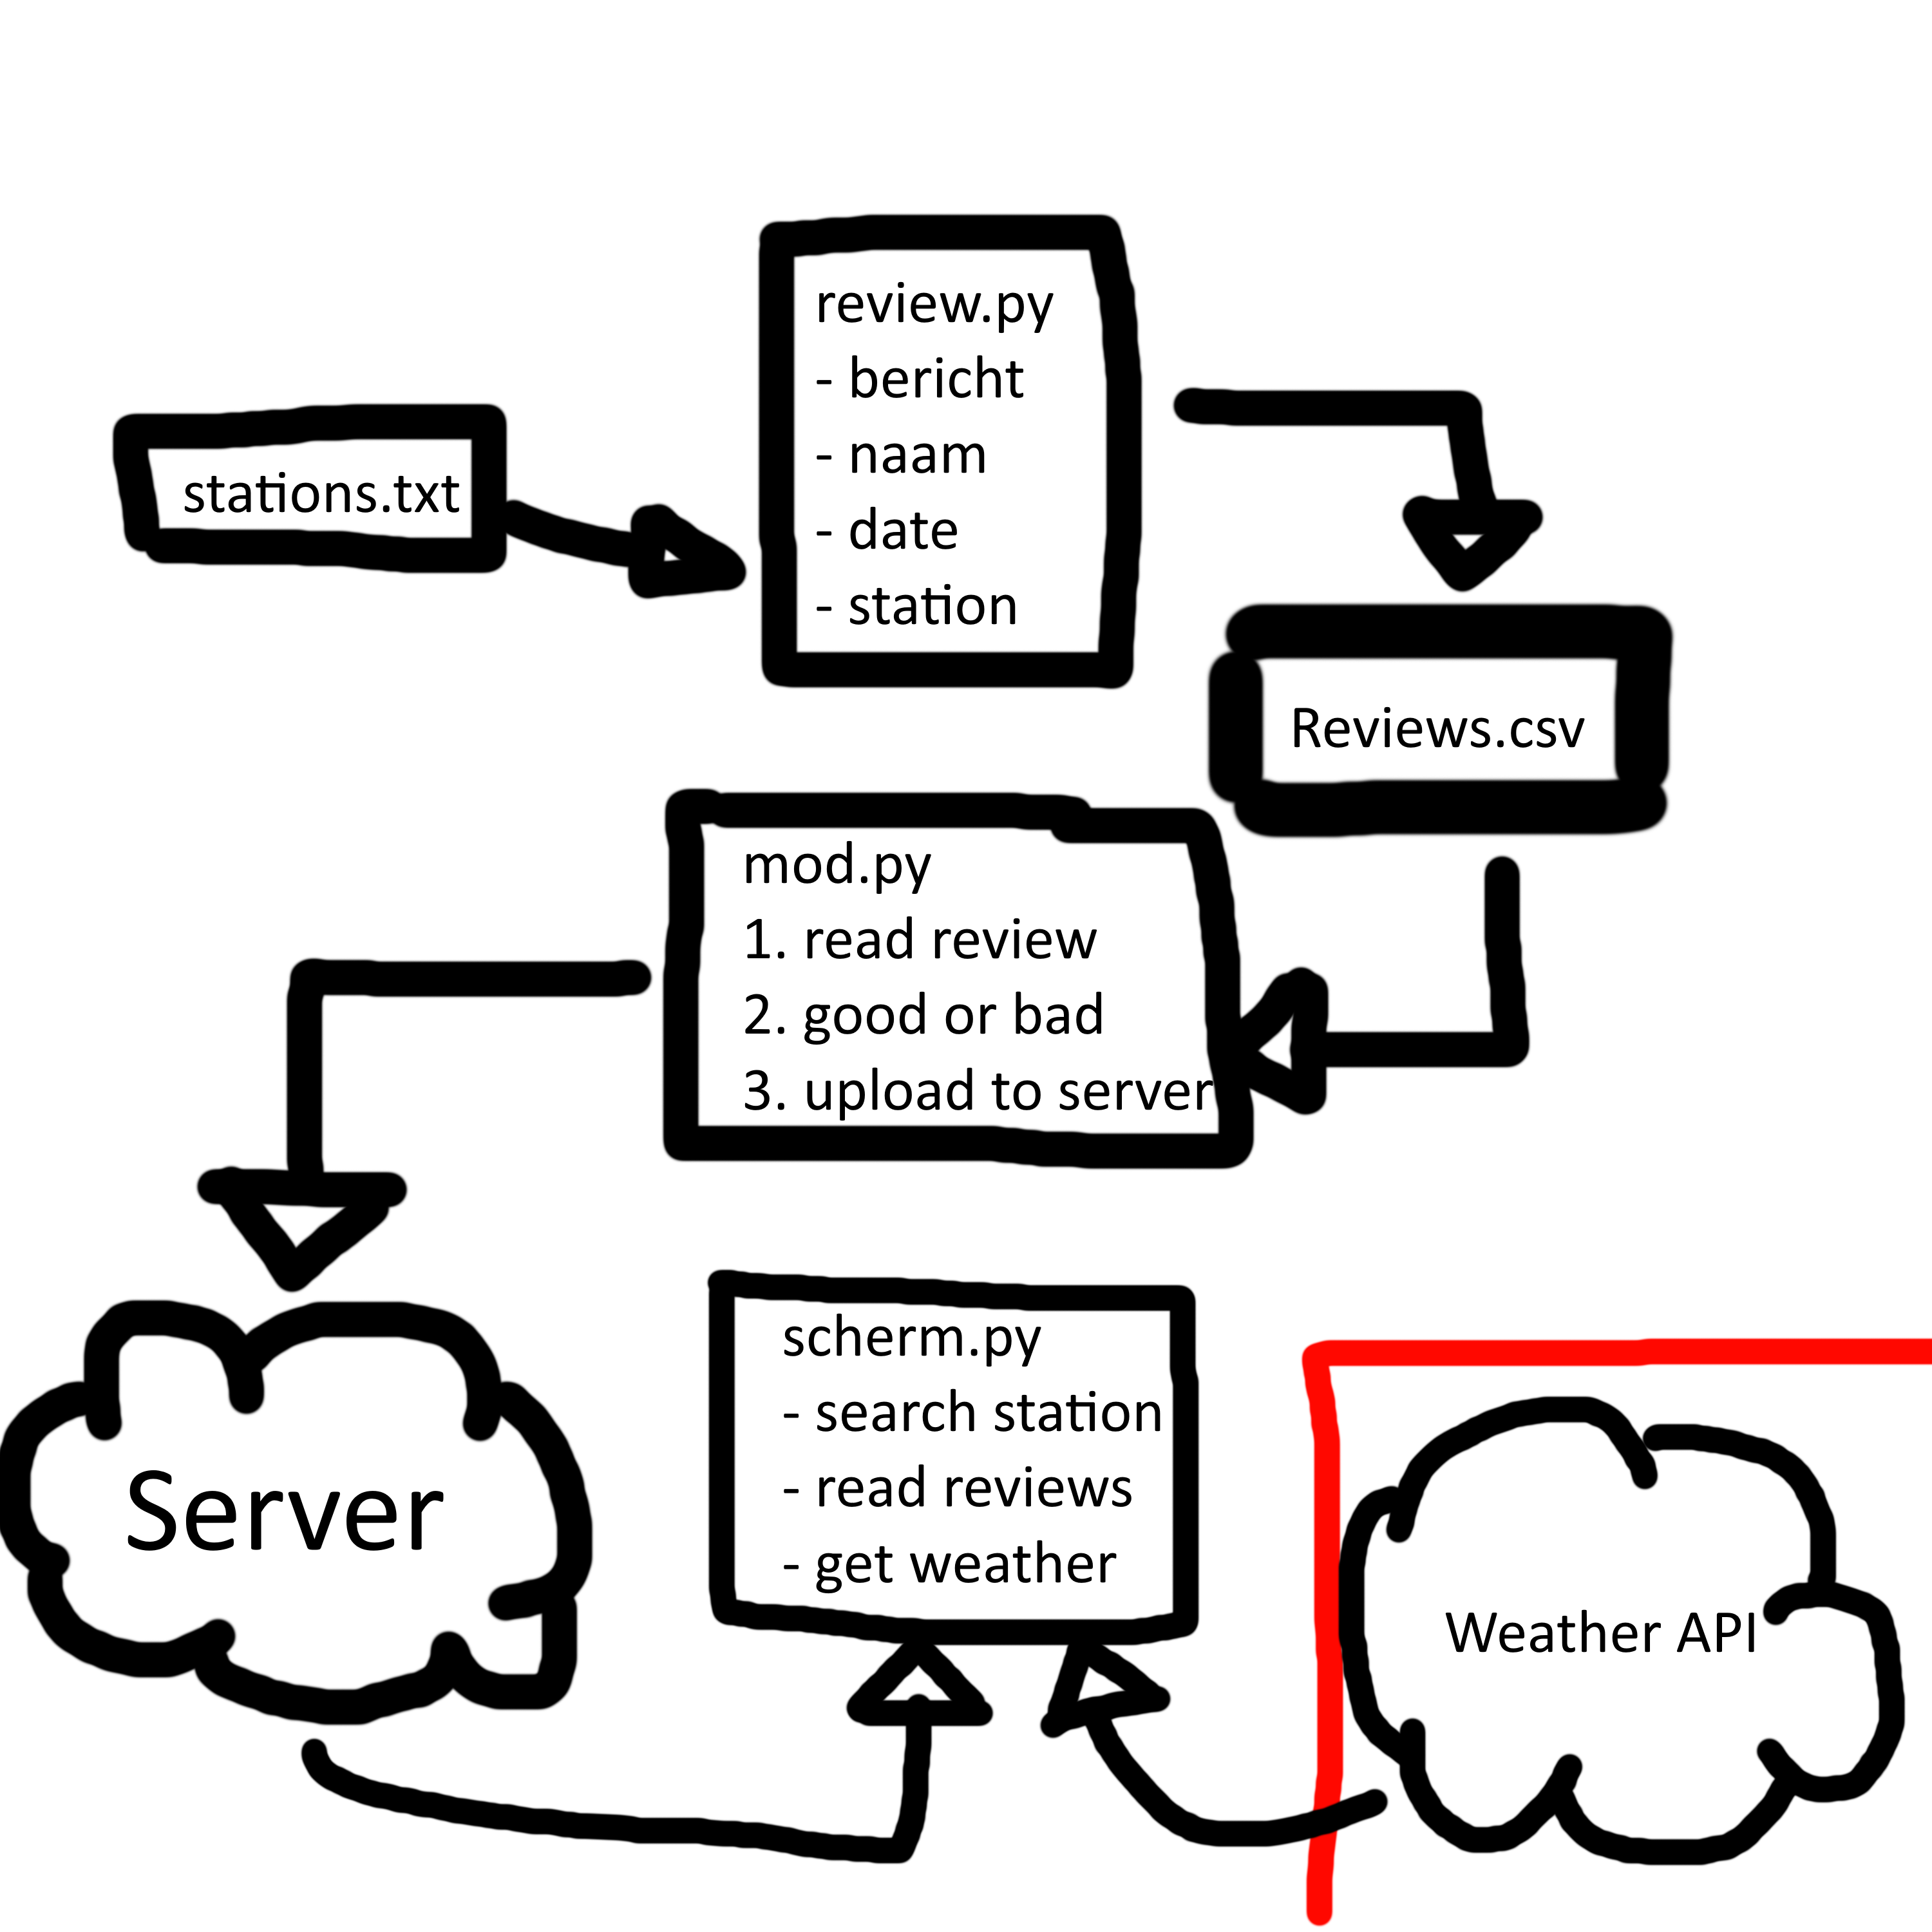 review.py
- bericht
- naam
- date
- station
stations.txt
Reviews.csv
mod.py
1. read review
2. good or bad
3. upload to server
Server
scherm.py
- search station
- read reviews
- get weather
Weather API